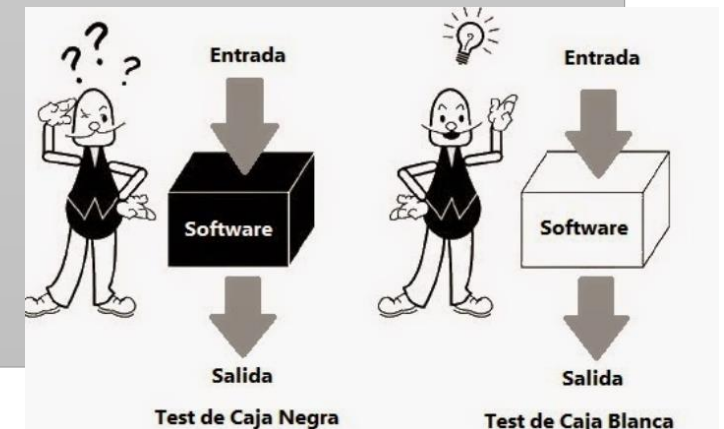 ? ? ?
Entrada
Software
Salida
Test de Caja Negra
Entrada
Software
Salida
Test de Caja Blanca